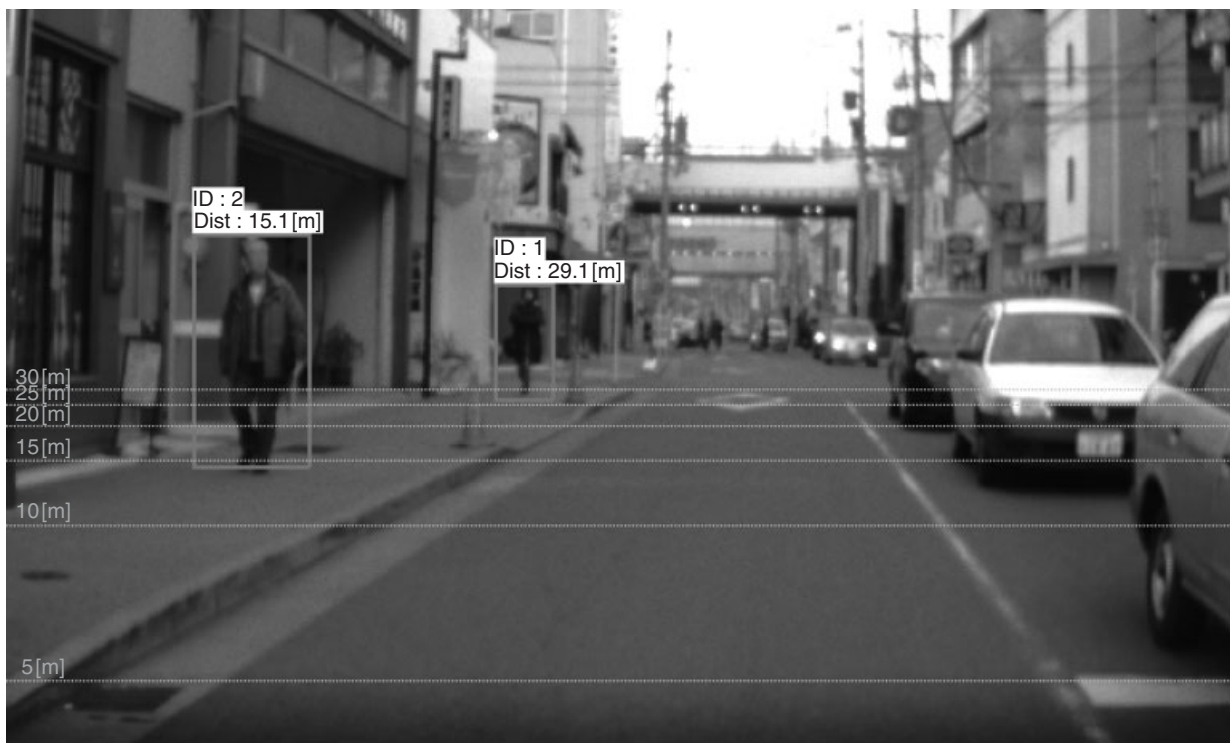 ID : 2
Dist : 15.1[m]
ID : 1
Dist : 29.1[m]
30[m]
25[m]
20[m]
15[m]
10[m]
5[m]